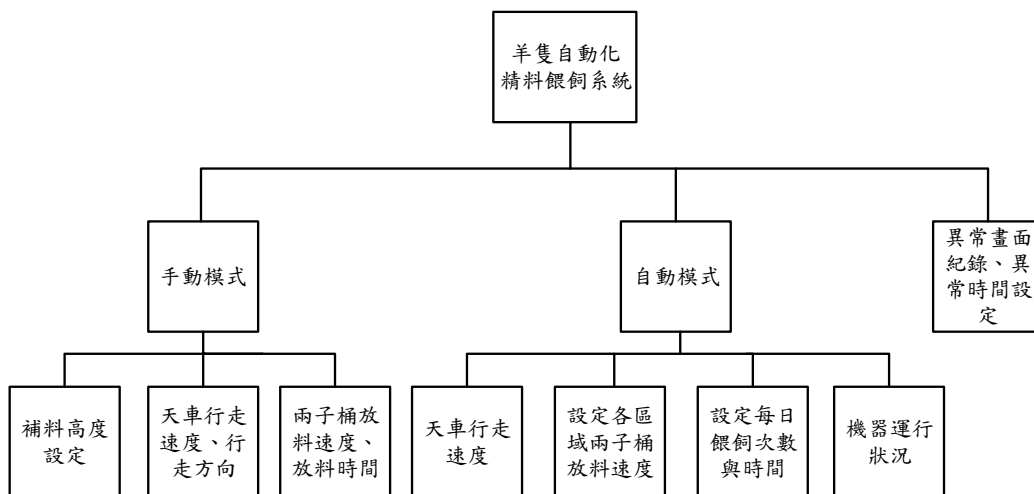 羊隻自動化
精料餵飼系統
手動模式
自動模式
異常畫面
紀錄、異
常時間設
定
補料高度
設定
天車行走
速度、行
走方向
兩子桶放
料速度、
放料時間
天車行走
速度
設定各區
域兩子桶
放料速度
設定每日
餵飼次數
與時間
機器運行
狀況